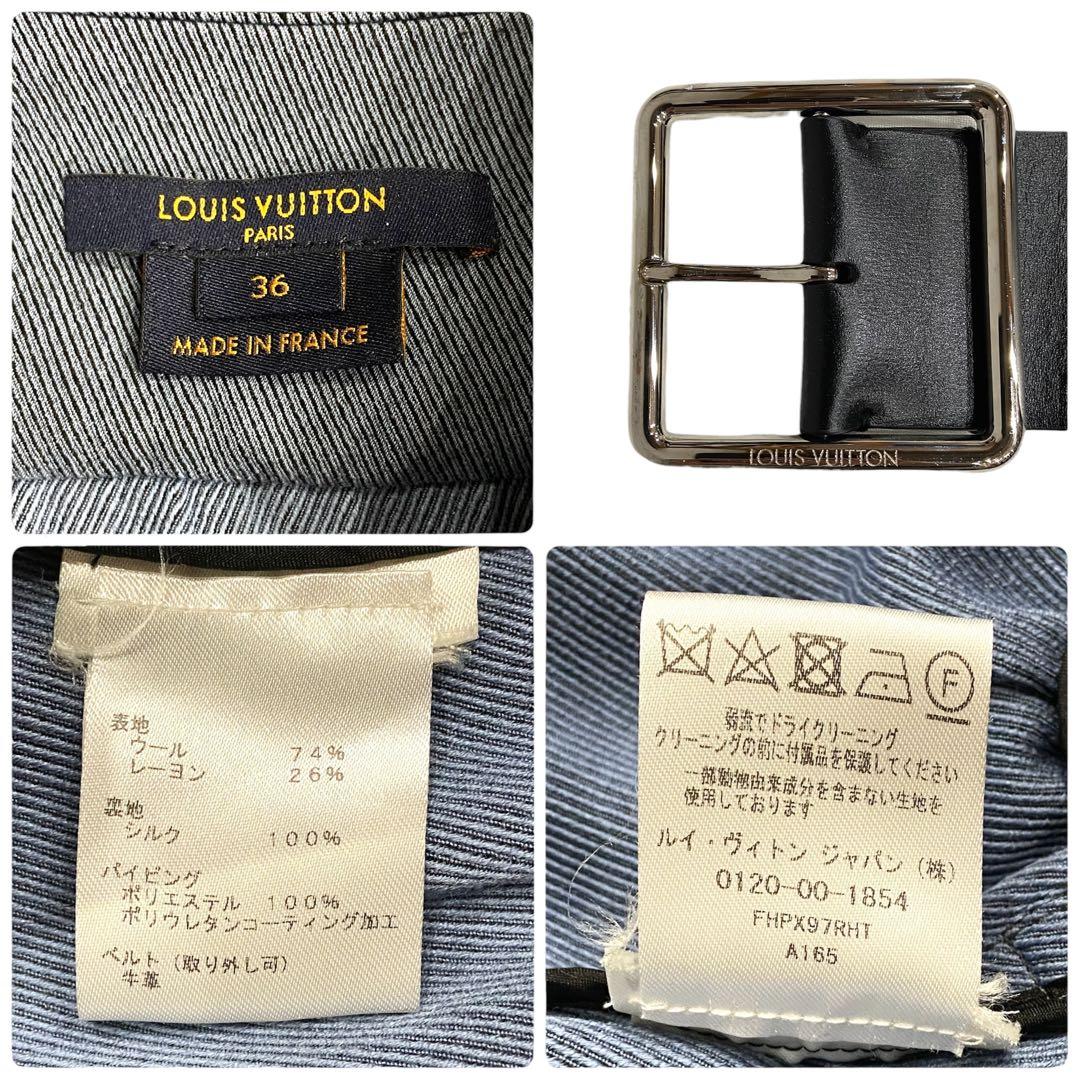 LOUIS VUITTON
PARIS
36
MADE IN FRANCE
LOUIS VUITTON
表地
ウール 74%
レーヨン 26%
裏地
シルク 100%
パイピング
ポリエステル 100%
ポリウレタンコーティング加工
ベルト (取り外し可)
牛革
F
弱流でドライクリーニング
クリーニングの前に付属品を保護してください
一部動物由来成分を含まない生地を
使用しております
ルイ・ヴィトン ジャパン (株)
0120-00-1854
FHPX97RHT
A165